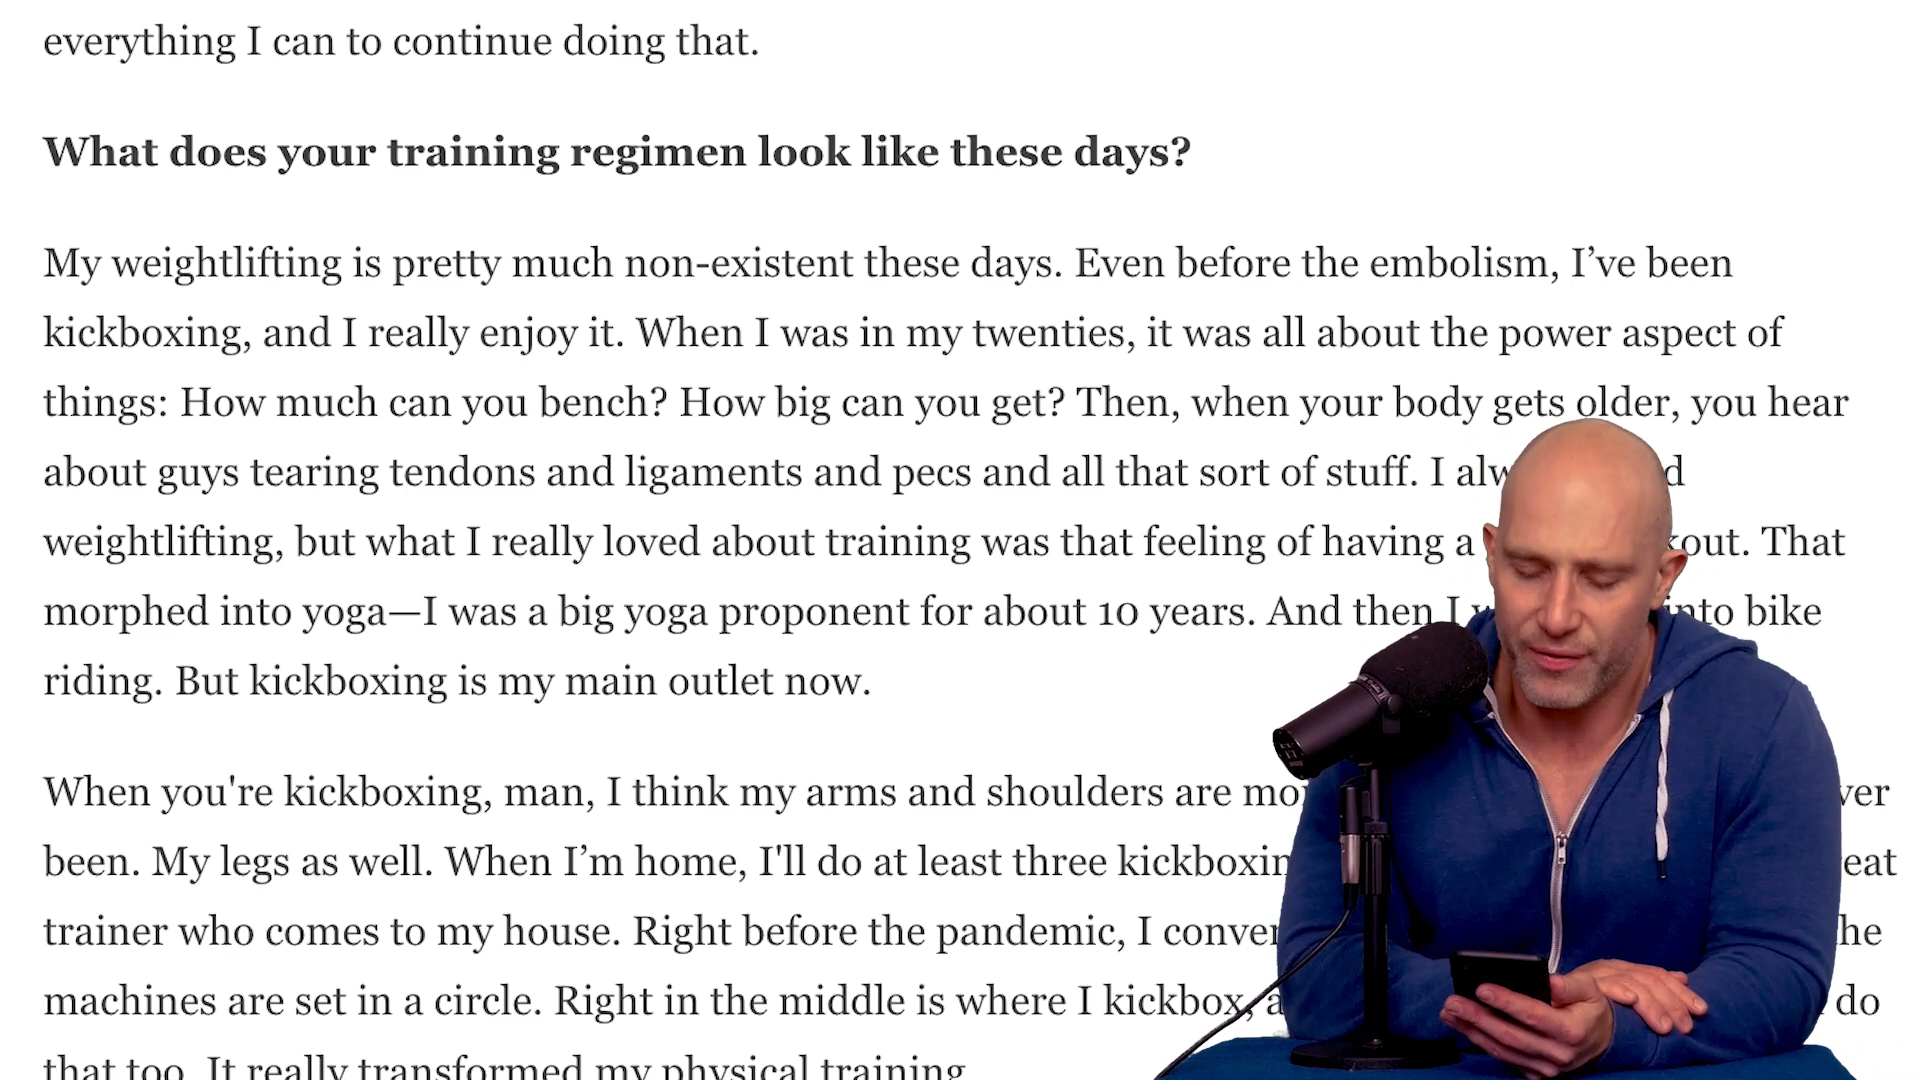 everything I can to continue doing that.
What does your training regimen look like these days?
My weightlifting is pretty much non-existent these days. Even before the embolism, I’ve been
kickboxing, and I really enjoy it. When I was in my twenties, it was all about the power aspect of
things: How much can you bench? How big can you get? Then, when your body gets older, you hear
about guys tearing tendons and ligaments and pecs and all that sort of stuff. I
weightlifting, but what I really loved about training was that feeling of having a That
morphed into yoga—I was a big yoga proponent for about 10 years. And then I into bike
riding. But kickboxing is my main outlet now.
When you're kickboxing, man, I think my arms and shoulders are
been. My legs as well. When I’m home, I'll do at least three
trainer who comes to my house. Right before the pandemic, I
machines are set in a circle. Right in the middle is where I kickbox, do
that too. It really transformed my physical training